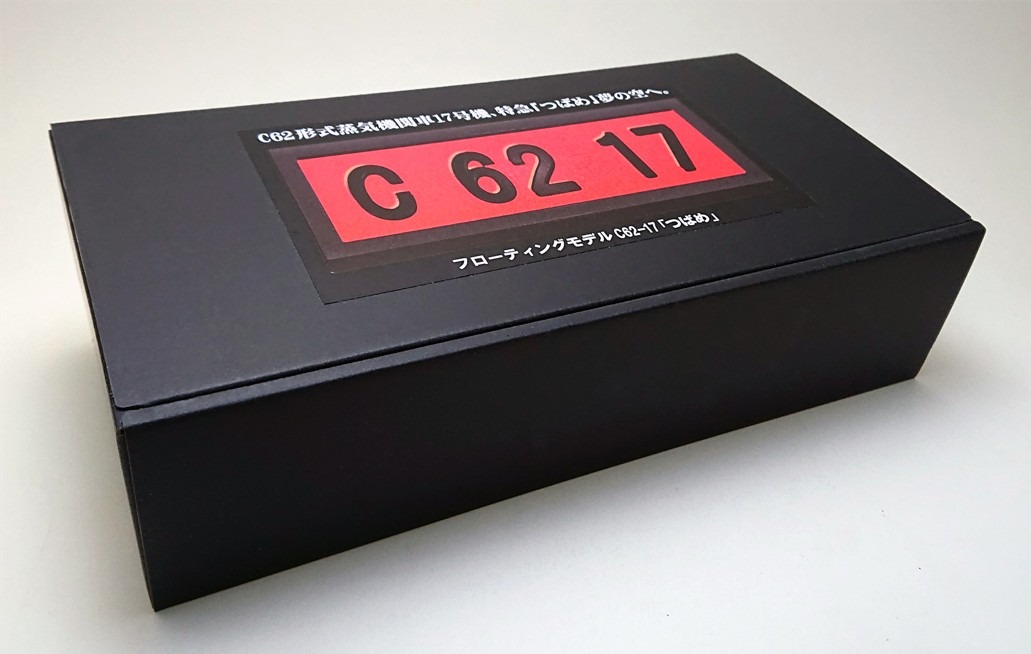 C62形式蒸気機関車17号機、特急「つばめ」夢の空へ。
C 62 17
フローティングモデル C62-17「つばめ」